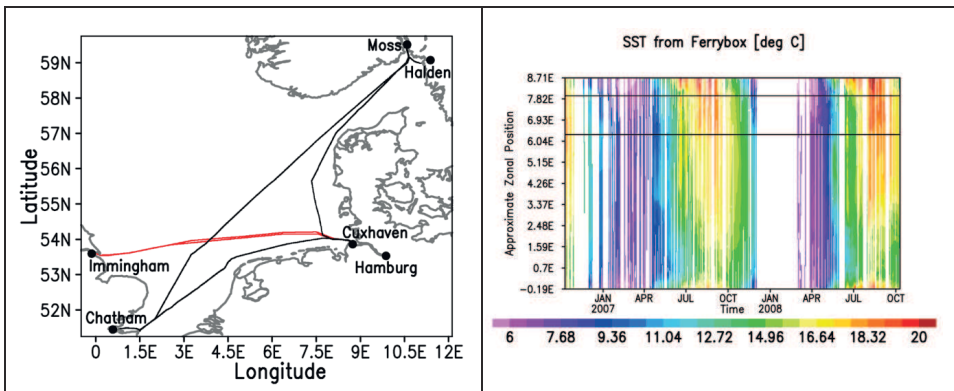 59N
58N
57N
56N
55N
54N
53N
52N
Latitude
Moss
Halden
Cuxhaven
Hamburg
Immingham
Chatham
0 1.5E 3E 4.5E 6E 7.5E 9E 10.5E 12E
Longitude
SST from Ferrybox [deg C]
Approximate Zonal Position
8.71E
7.82E
6.93E
6.04E
5.15E
4.26E
3.37E
2.48E
1.59E
0.7E
-0.19E
JAN APR JUL OCT JAN APR JUL OCT
2007 Time 2008
6 7.68 9.36 11.04 12.72 14.96 16.64 18.32 20